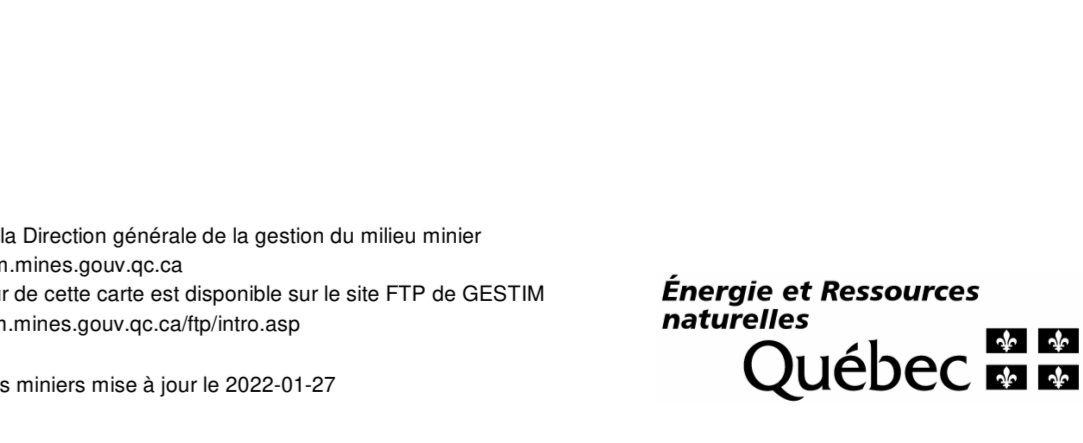 la Direction générale de la gestion du milieu minier
.mines.gouv.qc.ca
de cette carte est disponible sur le site FTP de GESTIM
.mines.gouv.qc.ca/ftp/intro.asp
s miniers mise à jour le 2022-01-27
Énergie et Ressources
naturelles
Québec